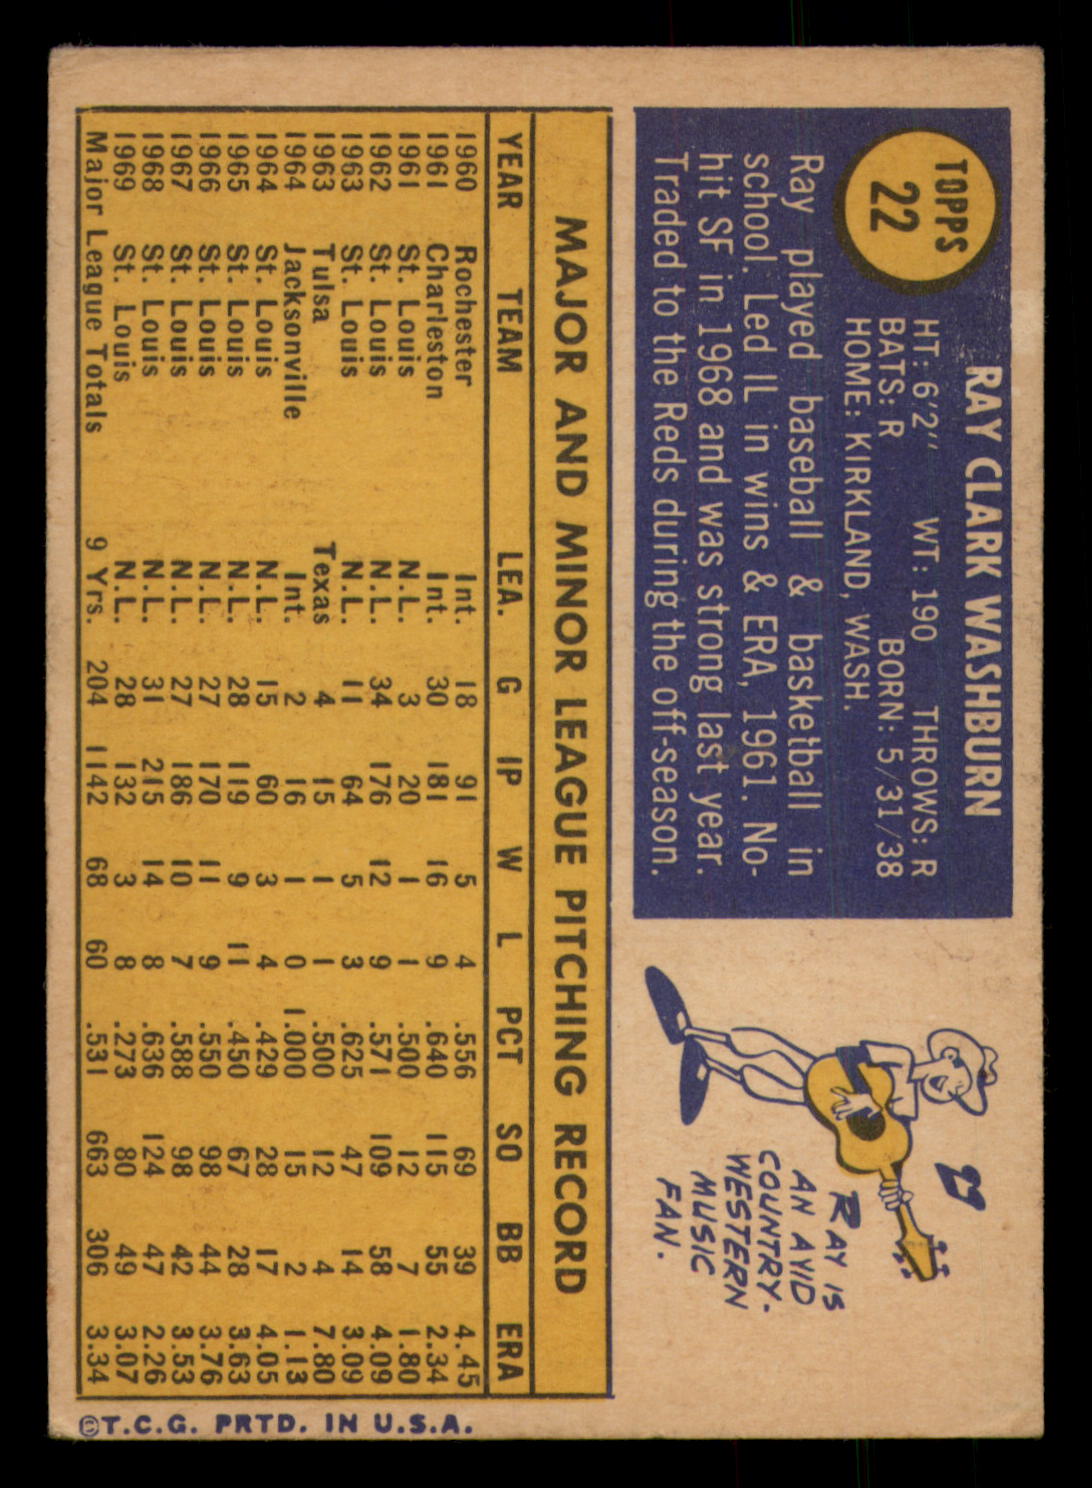 TOPPS
22
RAY CLARK WASHBURN
HT: 6'2" WT: 190 THROWS: R
BATS: R BORN: 5/31/38
HOME: KIRKLAND, WASH.
Ray played baseball & basketball in
school. Led IL in wins & ERA, 1961. No-
hit SF in 1968 and was strong last year.
Traded to the Reds during the off-season.
RAY IS
AN AVID
COUNTRY-
WESTERN
MUSIC
FAN.
MAJOR AND MINOR LEAGUE PITCHING RECORD
YEAR TEAM LEA. G IP W L PCT SO BB ERA
1960 Rochester Int. 18 91 5 4 .556 69 39 4.45
1961 Charleston Int. 30 181 16 9 .640 115 55 2.34
1961 St. Louis N.L. 3 20 1 1 .500 12 7 1.80
1962 St. Louis N.L. 34 176 12 9 .571 109 58 4.09
1963 St. Louis N.L. 11 64 5 3 .625 47 14 3.09
1963 Tulsa Texas 4 15 1 1 .500 12 4 7.80
1964 Jacksonville Int. 2 16 1 0 1.000 15 2 1.13
1964 St. Louis N.L. 15 60 3 4 .429 28 17 4.05
1965 St. Louis N.L. 28 119 9 11 .450 67 28 3.63
1966 St. Louis N.L. 27 170 11 9 .550 98 44 3.76
1967 St. Louis N.L. 27 186 10 7 .588 98 42 3.53
1968 St. Louis N.L. 31 215 14 8 .636 124 47 2.26
1969 St. Louis N.L. 28 132 3 8 .273 80 49 3.07
Major League Totals 9 Yrs. 204 1142 68 60 .531 663 306 3.34
©T.C.G. PRTD. IN U.S.A.